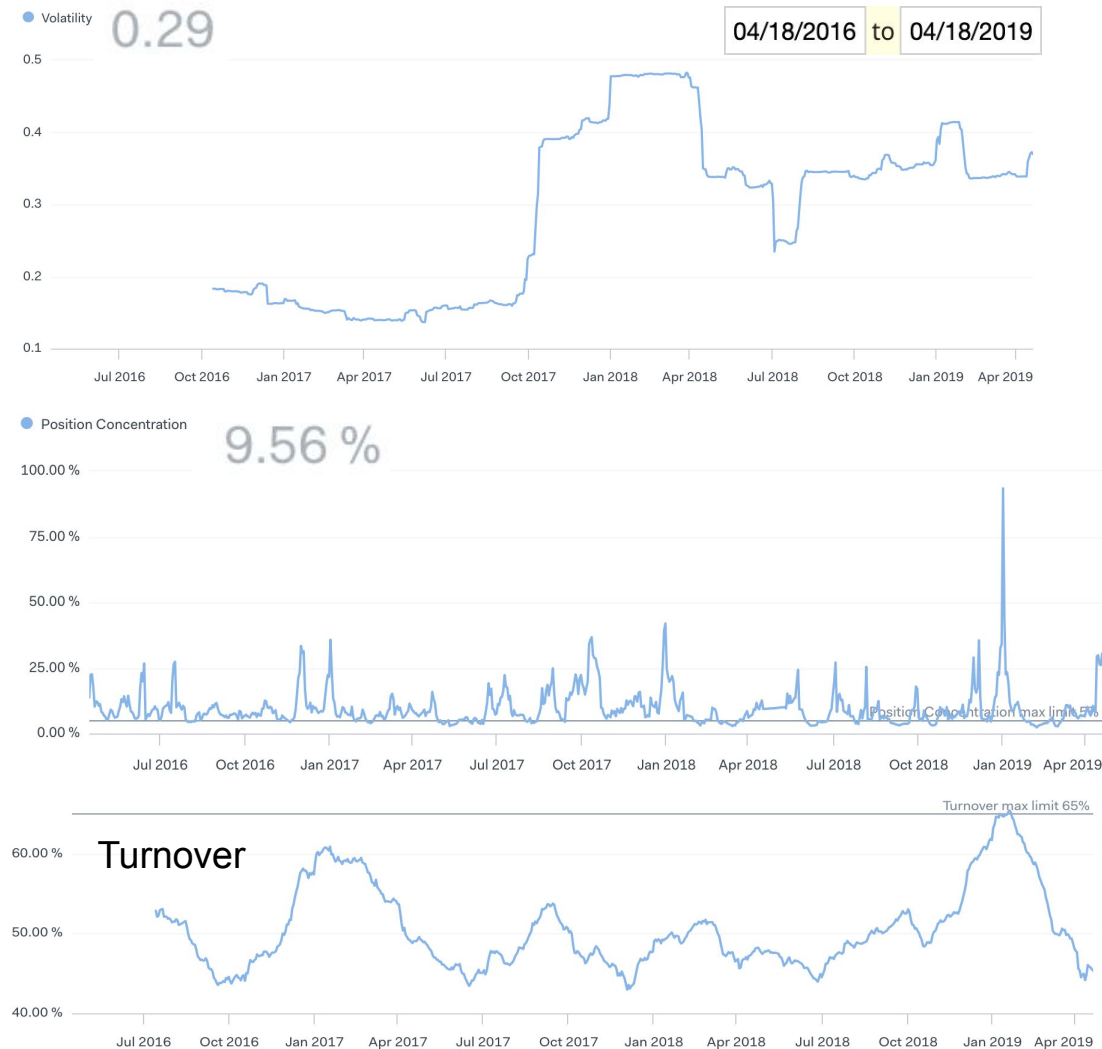 Volatility
0.29
04/18/2016 to 04/18/2019
0.5
0.4
0.3
0.2
0.1
Jul 2016 Oct 2016 Jan 2017 Apr 2017 Jul 2017 Oct 2017 Jan 2018 Apr 2018 Jul 2018 Oct 2018 Jan 2019 Apr 2019
Position Concentration
9.56 %
100.00 %
75.00 %
50.00 %
25.00 %
Position Concentration max limit 5%
0.00 %
Jul 2016 Oct 2016 Jan 2017 Apr 2017 Jul 2017 Oct 2017 Jan 2018 Apr 2018 Jul 2018 Oct 2018 Jan 2019 Apr 2019
Turnover max limit 65%
60.00 %
Turnover
50.00 %
40.00 %
Jul 2016 Oct 2016 Jan 2017 Apr 2017 Jul 2017 Oct 2017 Jan 2018 Apr 2018 Jul 2018 Oct 2018 Jan 2019 Apr 2019